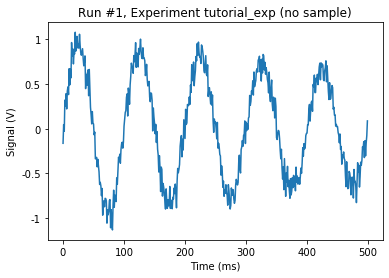 Run #1, Experiment tutorial_exp (no sample)
1
0.5
0
-0.5
-1
Signal (V)
0 100 200 300 400 500
Time (ms)